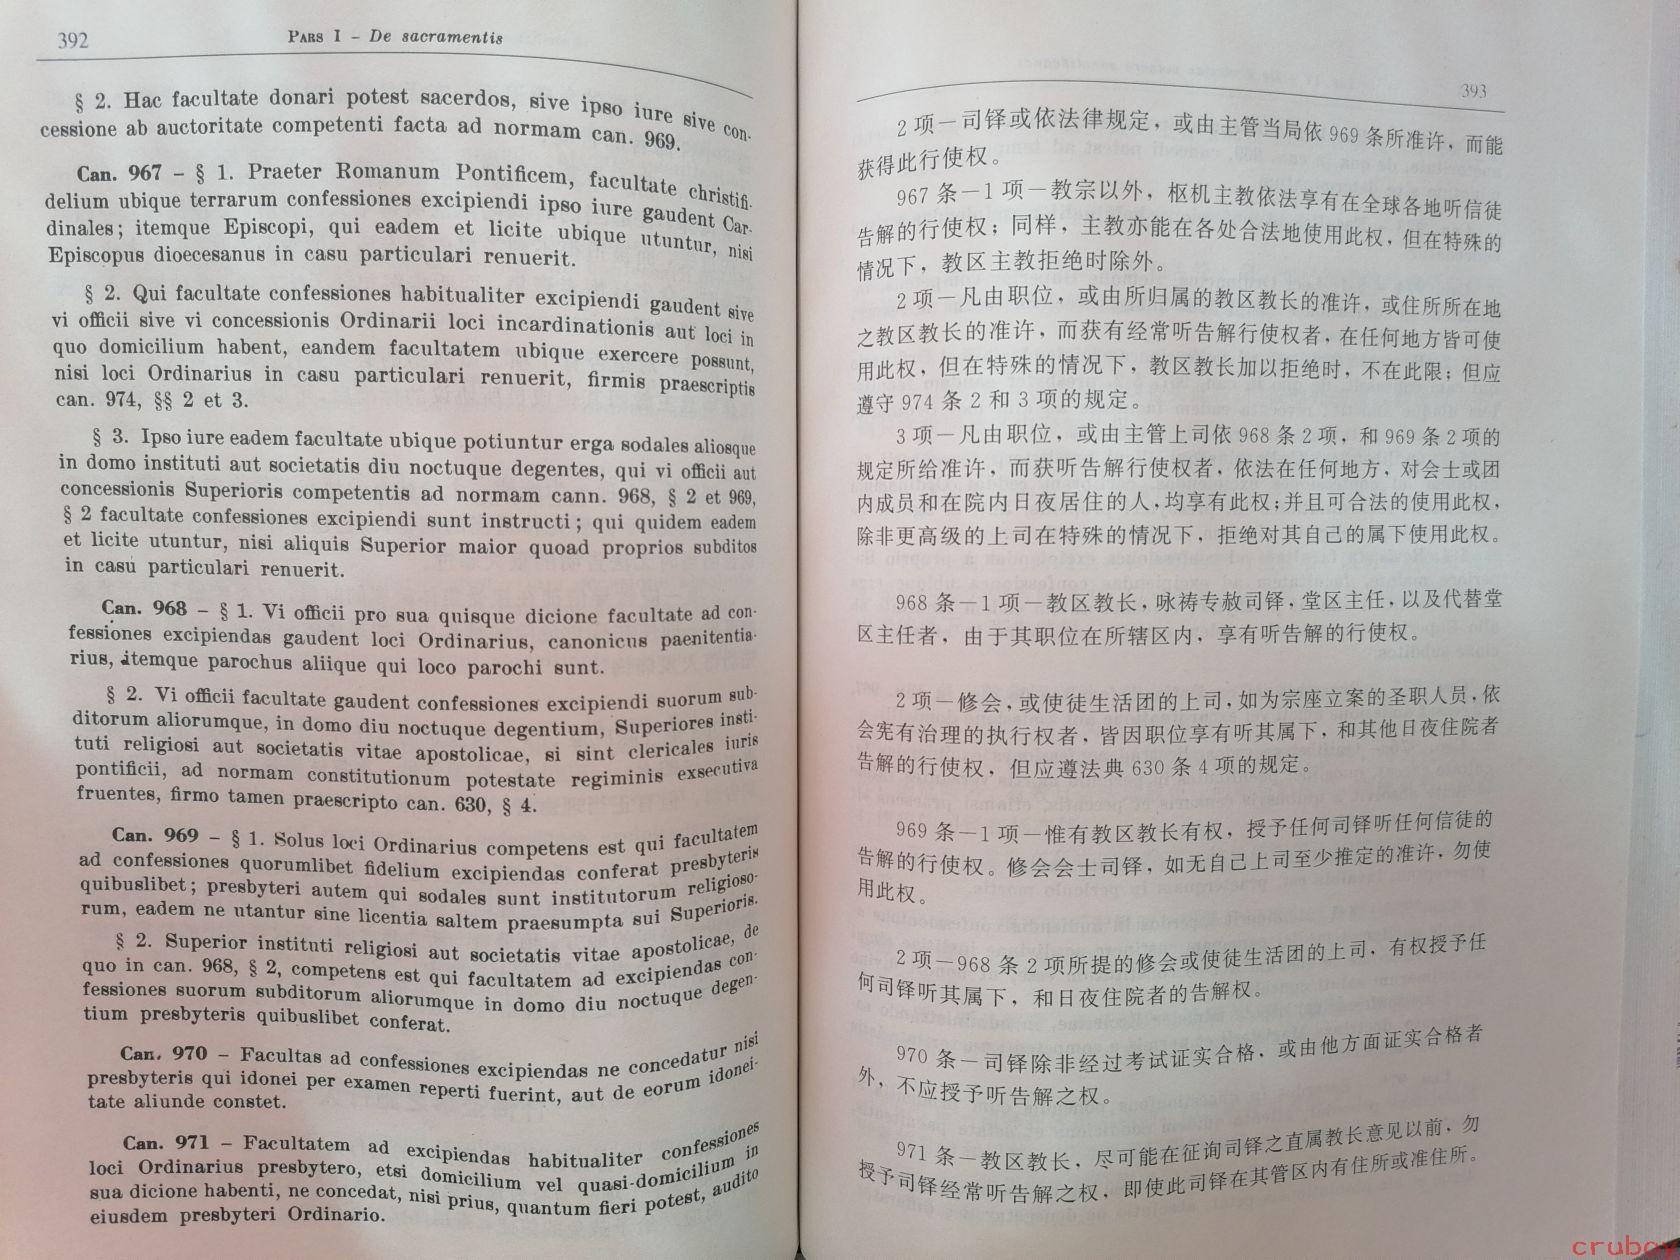 392
PARS I – De sacramentis
§ 2. Hac facultate donari potest sacerdos, sive ipso iure sive con-
cessione ab auctoritate competenti facta ad normam can. 969.
Can. 967 – § 1. Praeter Romanum Pontificem, facultate christifi-
delium ubique terrarum confessiones excipiendi ipso iure gaudent Car-
dinales; itemque Episcopi, qui eadem et licite ubique utuntur, nisi
Episcopus dioecesanus in casu particulari renuerit.
§ 2. Qui facultate confessiones habitualiter excipiendi gaudent sive
vi officii sive vi concessionis Ordinarii loci incardinationis aut loci in
quo domicilium habent, eandem facultatem ubique exercere possunt,
nisi loci Ordinarius in casu particulari renuerit, firmis praescriptis
can. 974, §§ 2 et 3.
§ 3. Ipso iure eadem facultate ubique potiuntur erga sodales aliosque
in domo instituti aut societatis diu noctuque degentes, qui vi officii aut
concessionis Superioris competentis ad normam cann. 968, § 2 et 969,
§ 2 facultate confessiones excipiendi sunt instructi; qui quidem eadem
et licite utuntur, nisi aliquis Superior maior quoad proprios subditos
in casu particulari renuerit.
Can. 968 – § 1. Vi officii pro sua quisque dicione facultate ad con-
fessiones excipiendas gaudent loci Ordinarius, canonicus paenitentia-
rius, itemque parochus aliique qui loco parochi sunt.
§ 2. Vi officii facultate gaudent confessiones excipiendi suorum sub-
ditorum aliorumque, in domo diu noctuque degentium, Superiores insti-
tuti religiosi aut societatis vitae apostolicae, si sint clericales iuris
pontificii, ad normam constitutionum potestate regiminis exsecutiva
fruentes, firmo tamen praescripto can. 630, § 4.
Can. 969 – § 1. Solus loci Ordinarius competens est qui facultatem
ad confessiones quorumlibet fidelium excipiendas conferat presbyteris
quibuslibet; presbyteri autem qui sodales sunt institutorum religioso-
rum, eadem ne utantur sine licentia saltem praesumpta sui Superioris.
§ 2. Superior instituti religiosi aut societatis vitae apostolicae, de
quo in can. 968, § 2, competens est qui facultatem ad excipiendas con-
fessiones suorum subditorum aliorumque in domo diu noctuque degen-
tium presbyteris quibuslibet conferat.
Can. 970 – Facultas ad confessiones excipiendas ne concedatur nisi
presbyteris qui idonei per examen reperti fuerint, aut de eorum idonei-
tate aliunde constet.
Can. 971 – Facultatem ad excipiendas habitualiter confessiones
loci Ordinarius presbytero, etsi domicilium vel quasi-domicilium in
sua dicione habenti, ne concedat, nisi prius, quantum fieri potest, audito
eiusdem presbyteri Ordinario.
393
2项－司铎或依法律规定，或由主管当局依969条所准许，而能
获得此行使权。
967条－1项－教宗以外，枢机主教依法享有在全球各地听信徒
告解的行使权；同样，主教亦能在各处合法地使用此权，但在特殊的
情况下，教区主教拒绝时除外。
2项－凡由职位，或由所归属的教区教长的准许，或住所所在地
之教区教长的准许，而获有经常听告解行使权者，在任何地方皆可使
用此权，但在特殊的情况下，教区教长加以拒绝时，不在此限；但应
遵守974条2和3项的规定。
3项－凡由职位，或由主管上司依968条2项，和969条2项的
规定所给准许，而获听告解行使权者，依法在任何地方，对会士或团
内成员和在院内日夜居住的人，均享有此权；并且可合法的使用此权，
除非更高级的上司在特殊的情况下，拒绝对其自己的属下使用此权。
968条－1项－教区教长，咏祷专赦司铎，堂区主任，以及代替堂
区主任者，由于其职位在所辖区内，享有听告解的行使权。
2项－修会，或使徒生活团的上司，如为宗座立案的圣职人员，依
会宪有治理的执行权者，皆因职位享有听其属下，和其他日夜住院者
告解的行使权，但应遵法典630条4项的规定。
969条－1项－惟有教区教长有权，授予任何司铎听任何信徒的
告解的行使权。修会会士司铎，如无自己上司至少推定的准许，勿使
用此权。
2项－968条2项所提的修会或使徒生活团的上司，有权授予任
何司铎听其属下，和日夜住院者的告解权。
970条－司铎除非经过考试证实合格，或由他方面证实合格者
外，不应授予听告解之权。
971条－教区教长，尽可能在征询司铎之直属教长意见以前，勿
授予司铎经常听告解之权，即使此司铎在其管区内有住所或准住所。